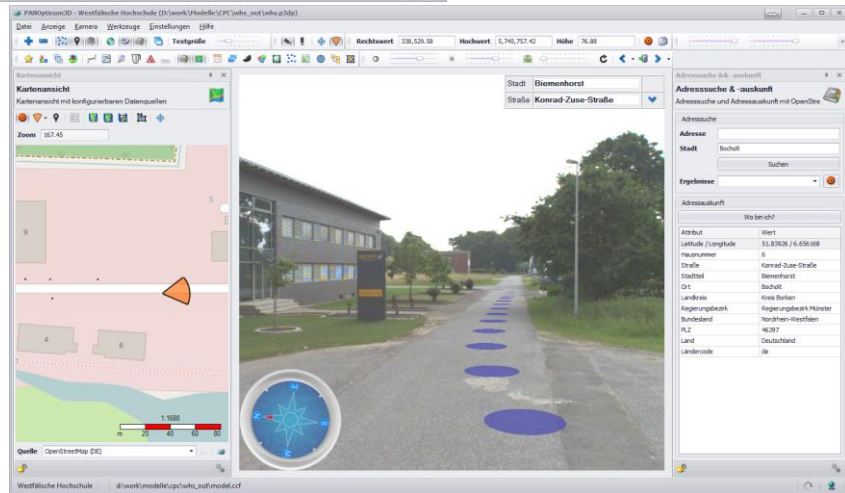 PANOpticum3D - Westfälische Hochschule (D:\work\Modelle\CPC\whs_out\whs.p3dp)
Datei Anzeige Kamera Werkzeuge Einstellungen Hilfe
Textgröße Rechtswert 338,529.58 Hochwert 5,745,757.42 Höhe 76.88
Kartenansicht
Kartenansicht
Kartenansicht mit konfigurierbaren Datenquellen
Zoom 167.45
9
4
6
1:1688
m 20 40 60 80
Quelle OpenStreetMap (DE)
Stadt Biemenhorst
Straße Konrad-Zuse-Straße
Adresssuche && -auskunft
Adresssuche & -auskunft
Adresssuche und Adressauskunft mit OpenStre
Adresssuche
Adresse
Stadt Bocholt
Suchen
Ergebnisse
Adressauskunft
Wo bin ich?
Attribut Wert
Latitude / Longitude 51.83926 / 6.656168
Hausnummer 6
Straße Konrad-Zuse-Straße
Stadtteil Biemenhorst
Ort Bocholt
Landkreis Kreis Borken
Regierungsbezirk Regierungsbezirk Münster
Bundesland Nordrhein-Westfalen
PLZ 46397
Land Deutschland
Ländercode de
Westfälische Hochschule d:\work\modelle\cpc\whs_out\model.ccf